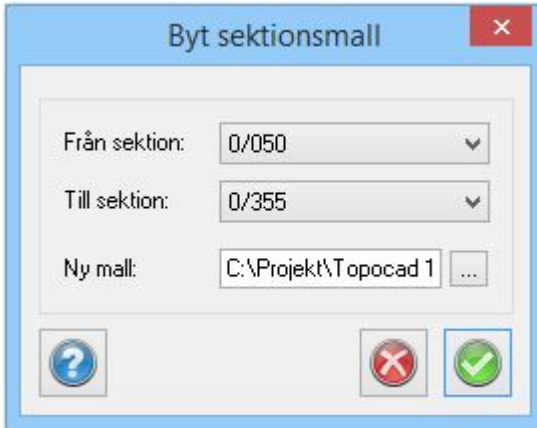 Byt sektionsmall
Från sektion: 0/050
Till sektion: 0/355
Ny mall: C:\Projekt\Topocad 1 ...